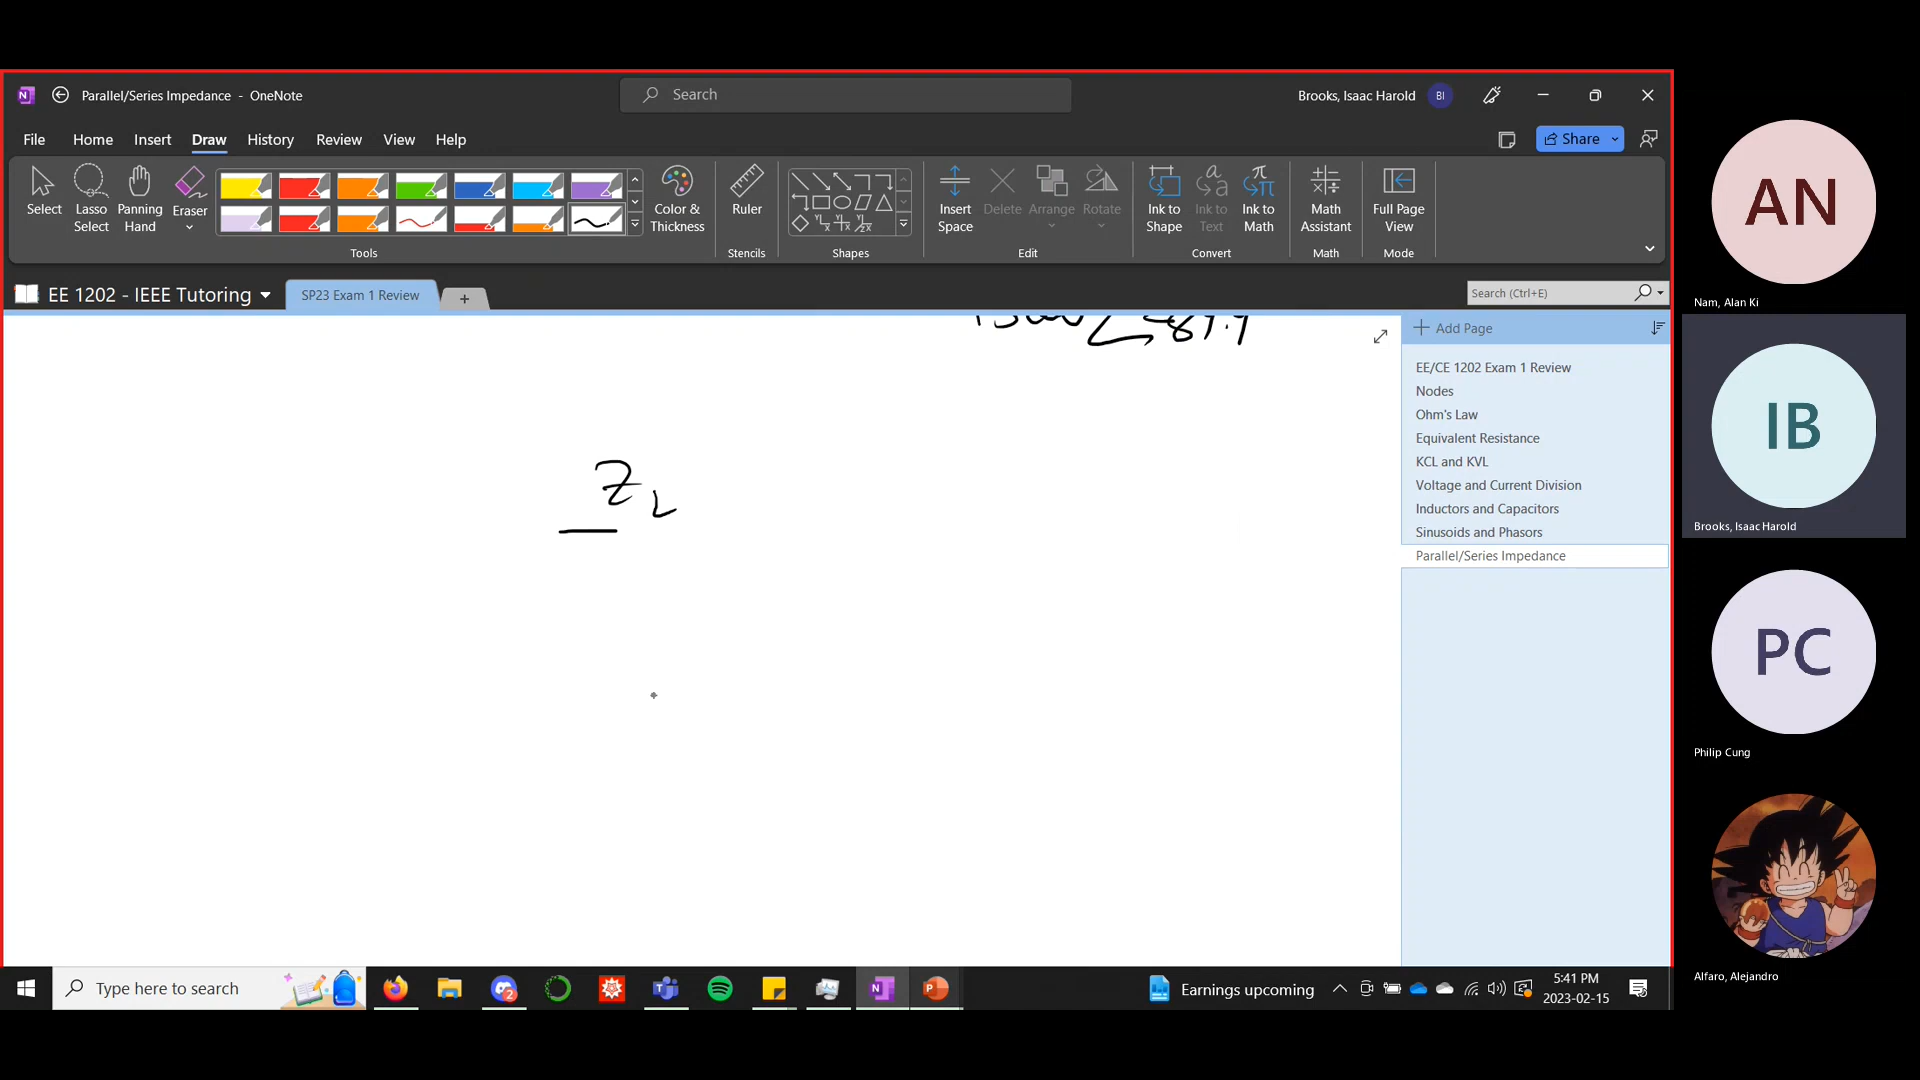 Parallel/Series Impedance - OneNote
Search
Brooks, Isaac Harold BI
File Home Insert Draw History Review View Help
Share
Select
Lasso Select
Panning Hand
Eraser
Color & Thickness
Ruler
Insert Space
Delete
Arrange
Rotate
Ink to Shape
Ink to Text
Ink to Math
Math Assistant
Full Page View
Tools Stencils Shapes Edit Convert Math Mode
EE 1202 - IEEE Tutoring
SP23 Exam 1 Review
Search (Ctrl+E)
Add Page
EE/CE 1202 Exam 1 Review
Nodes
Ohm's Law
Equivalent Resistance
KCL and KVL
Voltage and Current Division
Inductors and Capacitors
Sinusoids and Phasors
Parallel/Series Impedance
Z L
AN
Nam, Alan Ki
IB
Brooks, Isaac Harold
PC
Philip Cung
Alfaro, Alejandro
Type here to search
Earnings upcoming
5:41 PM
2023-02-15